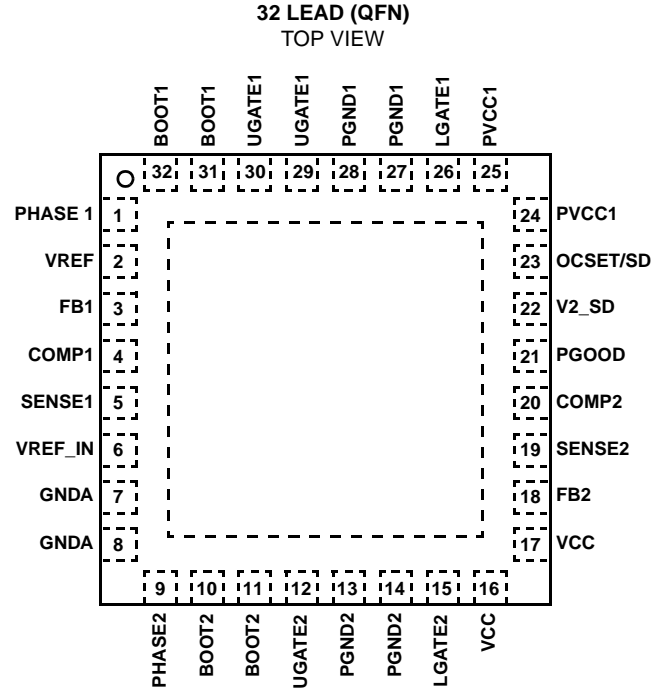 32 LEAD (QFN)
TOP VIEW
BOOT1
BOOT1
UGATE1
UGATE1
PGND1
PGND1
LGATE1
PVCC1
32 31 30 29 28 27 26 25
PHASE 1 1
24 PVCC1
VREF 2
23 OCSET/SD
FB1 3
22 V2_SD
COMP1 4
21 PGOOD
SENSE1 5
20 COMP2
VREF_IN 6
19 SENSE2
GNDA 7
18 FB2
GNDA 8
17 VCC
9 10 11 12 13 14 15 16
PHASE2
BOOT2
BOOT2
UGATE2
PGND2
PGND2
LGATE2
VCC